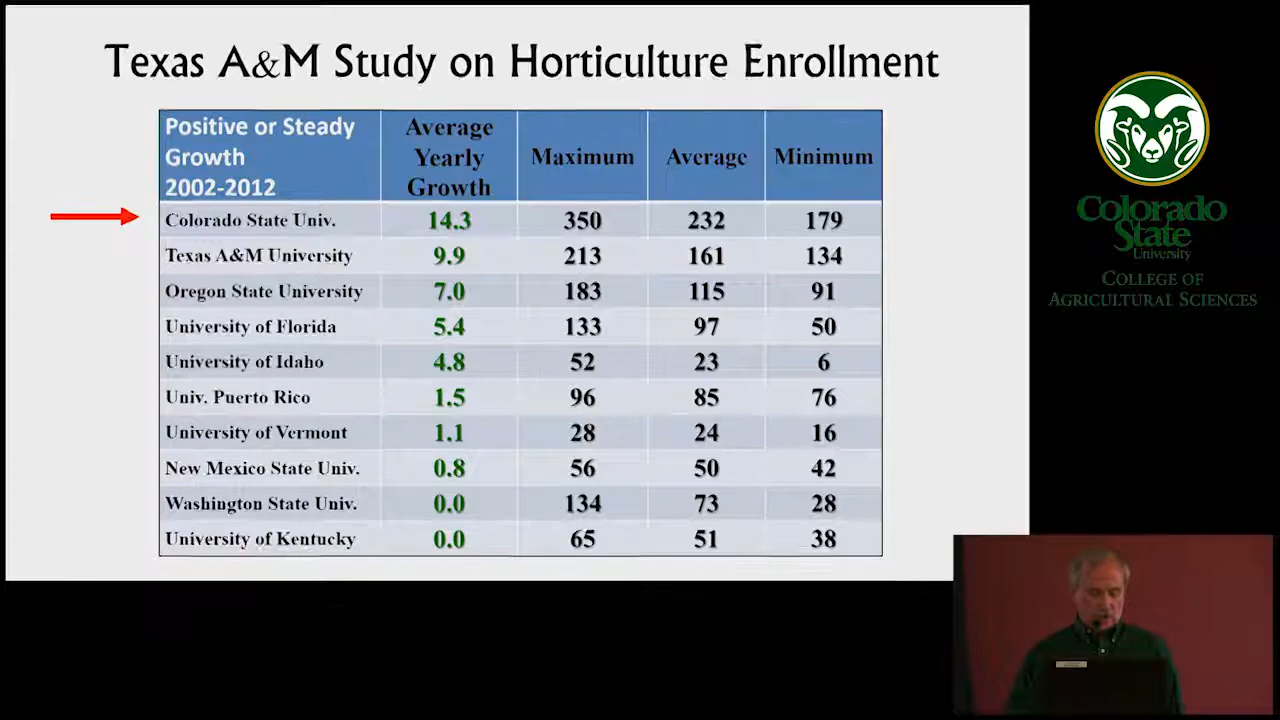 Texas A&M Study on Horticulture Enrollment
Positive or Steady Growth 2002-2012 Average Yearly Growth Maximum Average Minimum
Colorado State Univ. 14.3 350 232 179
Texas A&M University 9.9 213 161 134
Oregon State University 7.0 183 115 91
University of Florida 5.4 133 97 50
University of Idaho 4.8 52 23 6
Univ. Puerto Rico 1.5 96 85 76
University of Vermont 1.1 28 24 16
New Mexico State Univ. 0.8 56 50 42
Washington State Univ. 0.0 134 73 28
University of Kentucky 0.0 65 51 38
Colorado
State
University
COLLEGE OF
AGRICULTURAL SCIENCES